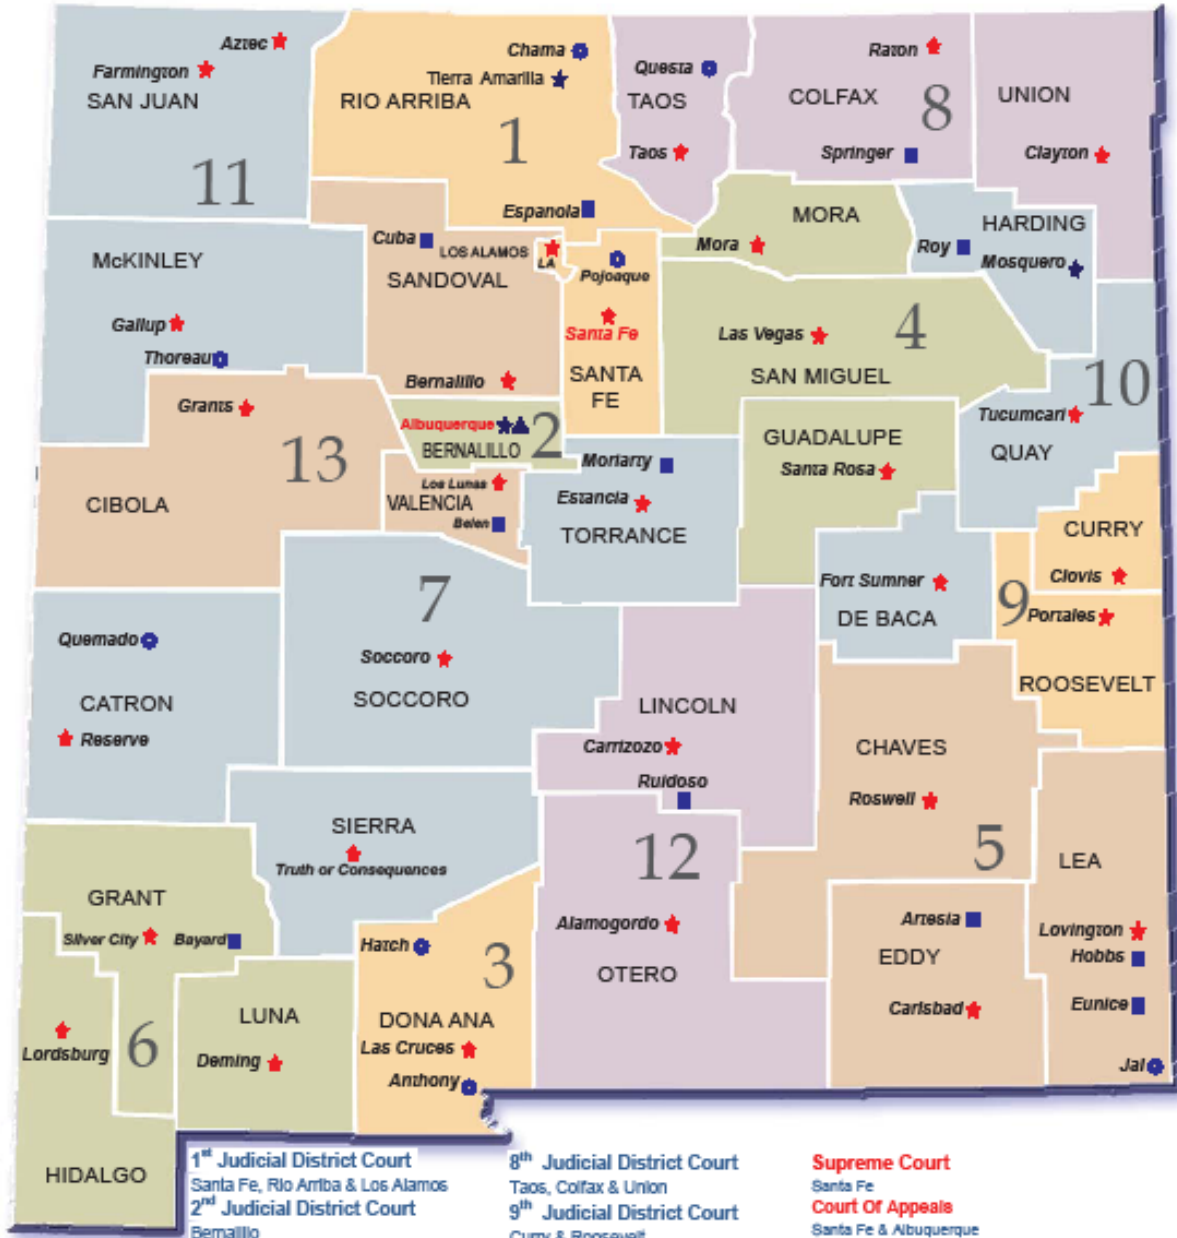 Aztec
Farmington
SAN JUAN
11
Chama
Tierra Amarilla
RIO ARRIBA
1
Espanola
Questa
TAOS
Taos
Raton
COLFAX
8
Springer
UNION
Clayton
McKINLEY
Gallup
Thoreau
Cuba
LOS ALAMOS
LA
SANDOVAL
Bernalillo
Pojoaque
Santa Fe
SANTA
FE
MORA
Mora
HARDING
Roy
Mosquero
Las Vegas
4
SAN MIGUEL
10
Tucumcari
QUAY
Grants
13
CIBOLA
Albuquerque
2
BERNALILLO
Los Lunas
VALENCIA
Belen
Moriarty
Estancia
TORRANCE
GUADALUPE
Santa Rosa
CURRY
Clovis
9
Portales
ROOSEVELT
Fort Sumner
DE BACA
7
Soccoro
SOCCORO
Quemado
CATRON
Reserve
LINCOLN
Carrizozo
Ruidoso
CHAVES
Roswell
5
SIERRA
Truth or Consequences
12
Alamogordo
OTERO
LEA
Lovington
Hobbs
Eunice
Jal
Artesia
EDDY
Carlsbad
GRANT
Silver City
Bayard
6
Lordsburg
HIDALGO
LUNA
Deming
Hatch
3
DONA ANA
Las Cruces
Anthony
1st Judicial District Court
Santa Fe, Rio Arriba & Los Alamos
2nd Judicial District Court
Bernalillo
8th Judicial District Court
Taos, Colfax & Union
9th Judicial District Court
Curry & Roosevelt
Supreme Court
Santa Fe
Court Of Appeals
Santa Fe & Albuquerque